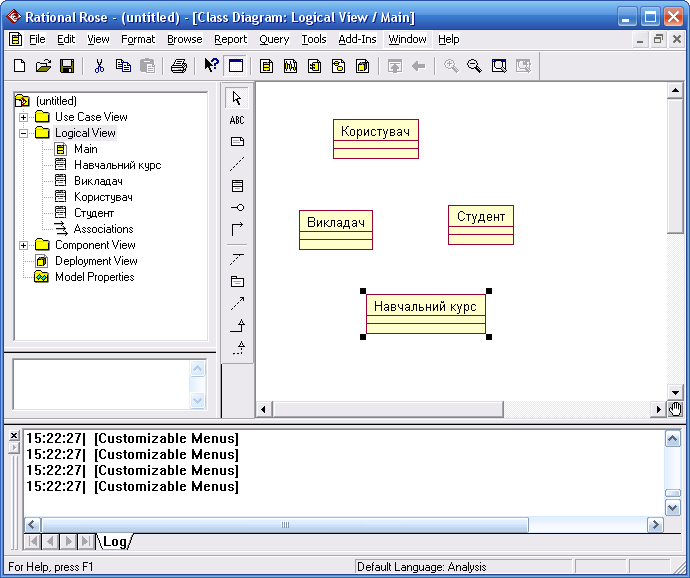 Rational Rose - (untitled) - [Class Diagram: Logical View / Main]
File Edit View Format Browse Report Query Tools Add-Ins Window Help
ABC
(untitled)
Use Case View
Logical View
Main
Навчальний курс
Викладач
Користувач
Студент
Associations
Component View
Deployment View
Model Properties
Користувач
Викладач
Студент
Навчальний курс
15:22:27| [Customizable Menus]
15:22:27| [Customizable Menus]
15:22:27| [Customizable Menus]
15:22:27| [Customizable Menus]
Log
For Help, press F1
Default Language: Analysis